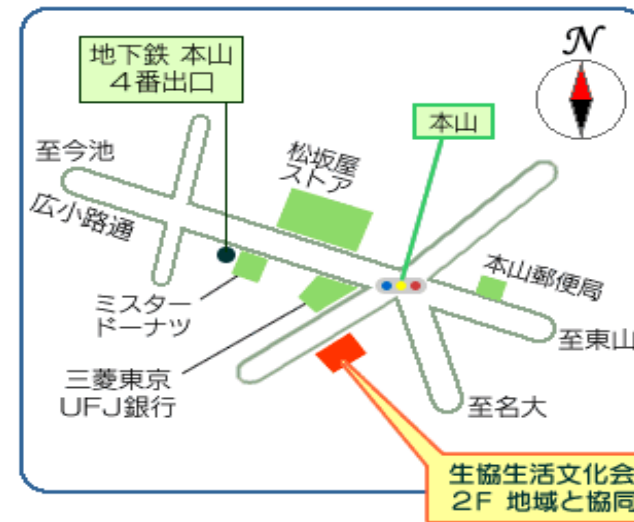 地下鉄 本山
4番出口
N
本山
至今池
松坂屋
ストア
広小路通
本山郵便局
ミスター
ドーナツ
至東山
三菱東京
UFJ銀行
至名大
生協生活文化会
2F 地域と協同